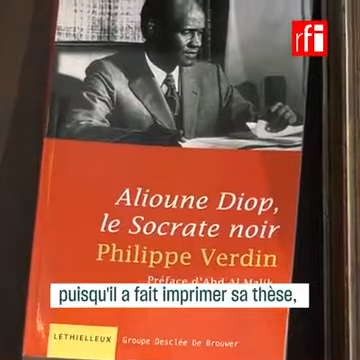 rfi
Alioune Diop,
le Socrate noir
Philippe Verdin
Préface d'Abd Al Malik
puisqu'il a fait imprimer sa thèse,
LETHIELLEUX
Groupe Desclée De Brouwer